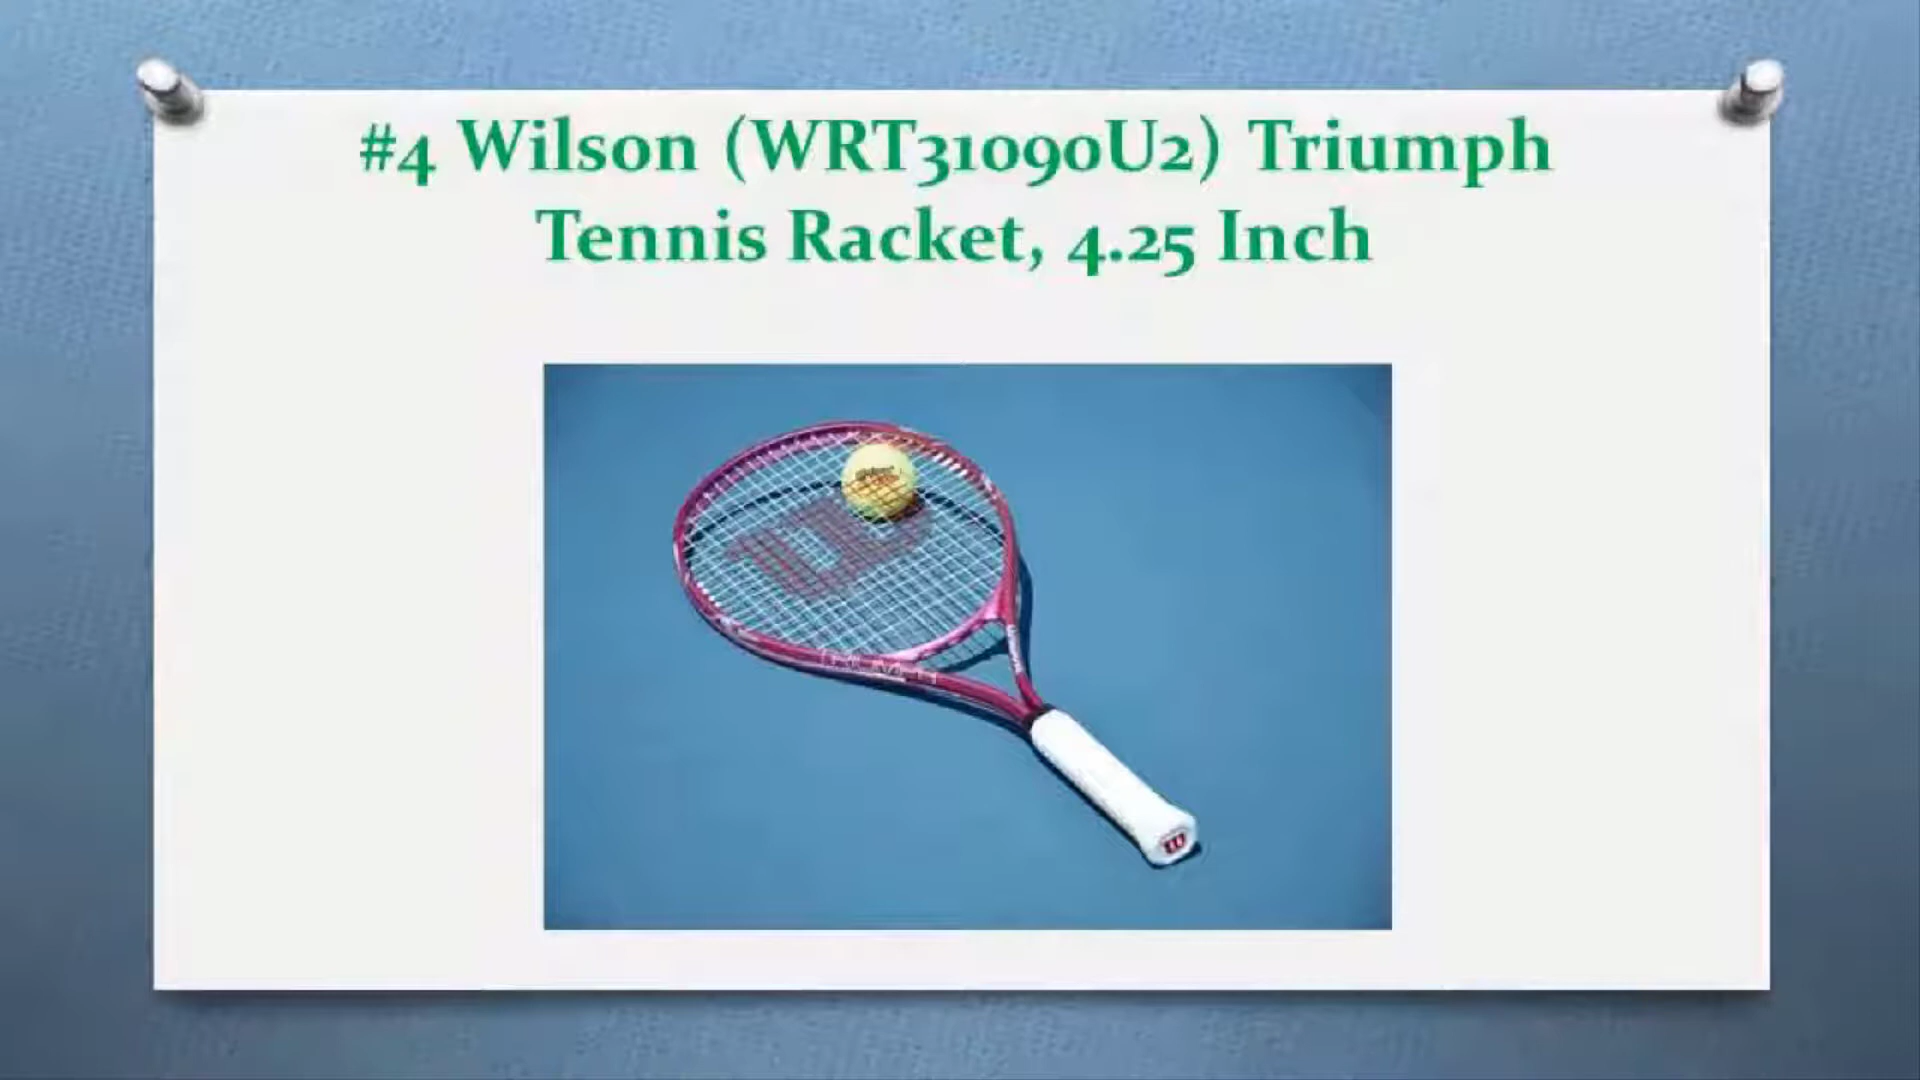 #4 Wilson (WRT31090U2) Triumph
Tennis Racket, 4.25 Inch